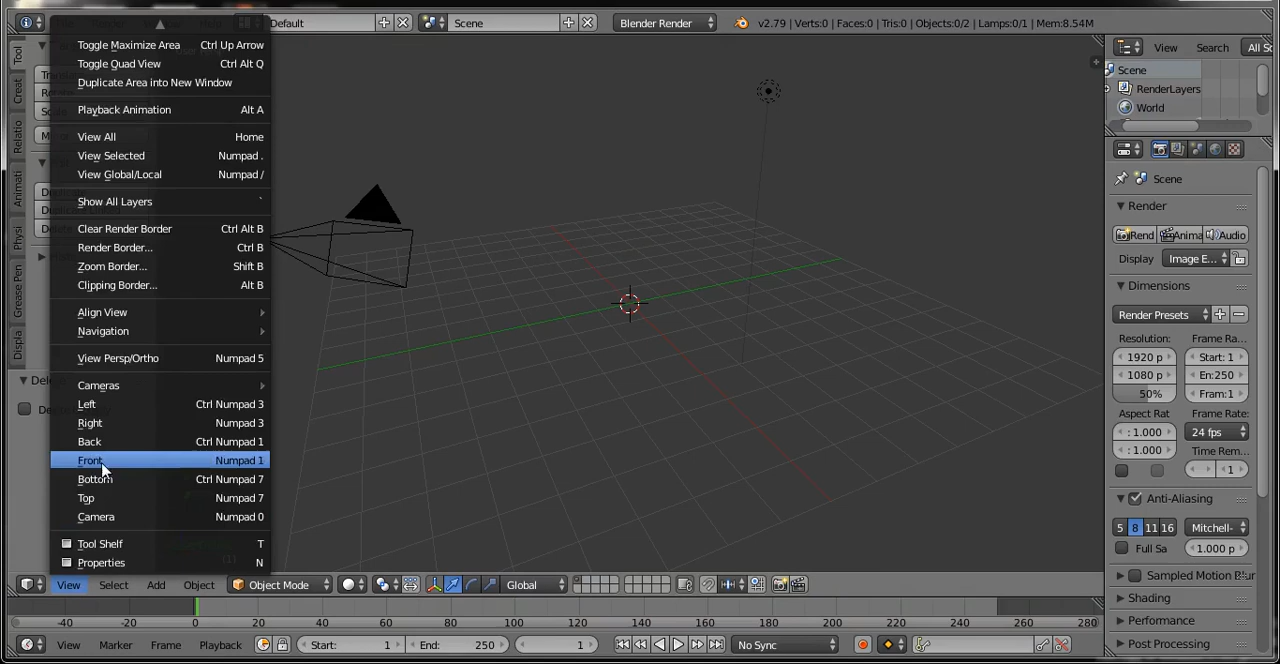 Default
Scene
Blender Render
v2.79 | Verts:0 | Faces:0 | Tris:0 | Objects:0/2 | Lamps:0/1 | Mem:8.54M
Toggle Maximize Area Ctrl Up Arrow
Toggle Quad View Ctrl Alt Q
Duplicate Area into New Window
Playback Animation Alt A
View All Home
View Selected Numpad .
View Global/Local Numpad /
Show All Layers `
Clear Render Border Ctrl Alt B
Render Border... Ctrl B
Zoom Border... Shift B
Clipping Border... Alt B
Align View
Navigation
View Persp/Ortho Numpad 5
Cameras
Left Ctrl Numpad 3
Right Numpad 3
Back Ctrl Numpad 1
Front Numpad 1
Bottom Ctrl Numpad 7
Top Numpad 7
Camera Numpad 0
Tool Shelf T
Properties N
Tool
Creat
Relatio
Animati
Physi
Grease Pen
Displa
View Select Add Object Object Mode Global
-40 -20 0 20 40 60 80 100 120 140 160 180 200 220 240 260 280
View Marker Frame Playback Start: 1 End: 250 1 No Sync
View Search All Sc
Scene
RenderLayers
World
Scene
Render
Rend Anima Audio
Display Image E...
Dimensions
Render Presets
Resolution: Frame Ra...
1920 p Start: 1
1080 p En:250
50% Fram:1
Aspect Rat Frame Rate:
: 1.000 24 fps
: 1.000 Time Rem...
1
Anti-Aliasing
5 8 11 16 Mitchell-
Full Sa 1.000 p
Sampled Motion Blur
Shading
Performance
Post Processing